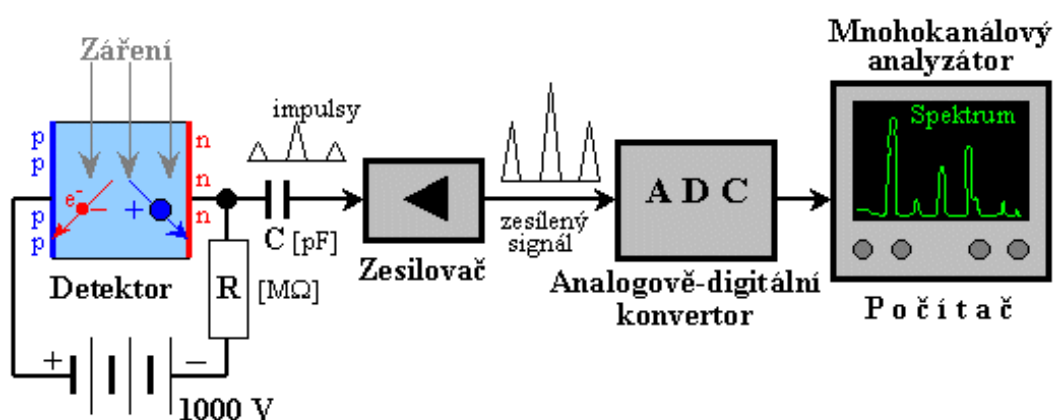 Záření
p
p
p
p
e⁻
−
+
n
n
n
Detektor
impulsy
C [pF]
R [MΩ]
+
−
1000 V
Zesilovač
zesílený
signál
A D C
Analogově-digitální
konvertor
Mnohokanálový
analyzátor
Spektrum
Počítač